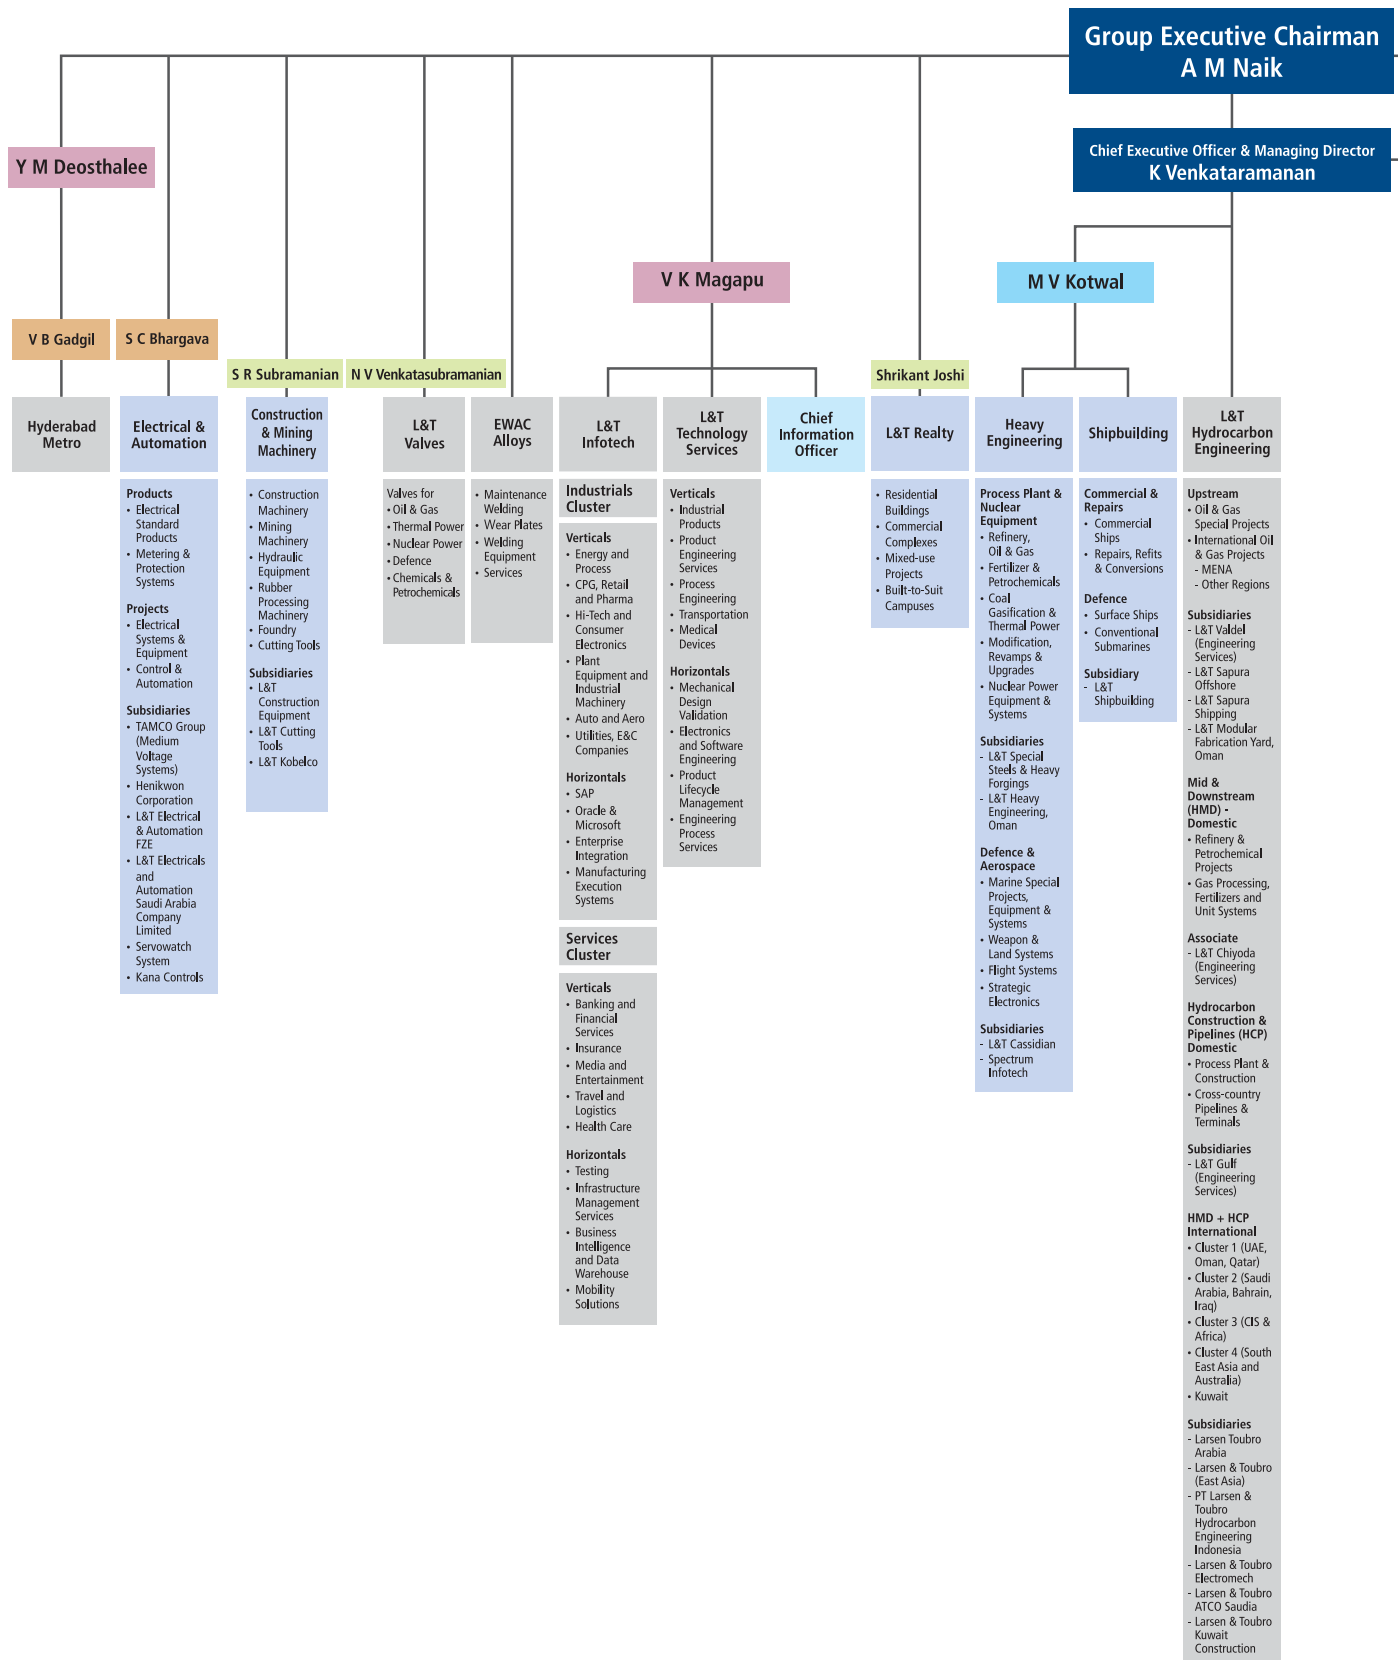 Group Executive Chairman
A M Naik
Chief Executive Officer & Managing Director
K Venkataramanan
Y M Deosthalee
V K Magapu
M V Kotwal
V B Gadgil
S C Bhargava
S R Subramanian
N V Venkatasubramanian
Shrikant Joshi
Hyderabad
Metro
Electrical &
Automation
Products
• Electrical
Standard
Products
• Metering &
Protection
Systems
Projects
• Electrical
Systems &
Equipment
• Control &
Automation
Subsidiaries
• TAMCO Group
(Medium
Voltage
Systems)
• Henikwon
Corporation
• L&T Electrical
& Automation
FZE
• L&T Electricals
and
Automation
Saudi Arabia
Company
Limited
• Servowatch
System
• Kana Controls
Construction
& Mining
Machinery
• Construction
Machinery
• Mining
Machinery
• Hydraulic
Equipment
• Rubber
Processing
Machinery
• Foundry
• Cutting Tools
Subsidiaries
• L&T
Construction
Equipment
• L&T Cutting
Tools
• L&T Kobelco
L&T
Valves
Valves for
• Oil & Gas
• Thermal Power
• Nuclear Power
• Defence
• Chemicals &
Petrochemicals
EWAC
Alloys
• Maintenance
Welding
• Wear Plates
• Welding
Equipment
• Services
L&T
Infotech
Industrials
Cluster
Verticals
• Energy and
Process
• CPG, Retail
and Pharma
• Hi-Tech and
Consumer
Electronics
• Plant
Equipment and
Industrial
Machinery
• Auto and Aero
• Utilities, E&C
Companies
Horizontals
• SAP
• Oracle &
Microsoft
• Enterprise
Integration
• Manufacturing
Execution
Systems
Services
Cluster
Verticals
• Banking and
Financial
Services
• Insurance
• Media and
Entertainment
• Travel and
Logistics
• Health Care
Horizontals
• Testing
• Infrastructure
Management
Services
• Business
Intelligence
and Data
Warehouse
• Mobility
Solutions
L&T
Technology
Services
Verticals
• Industrial
Products
• Product
Engineering
Services
• Process
Engineering
• Transportation
• Medical
Devices
Horizontals
• Mechanical
Design
Validation
• Electronics
and Software
Engineering
• Product
Lifecycle
Management
• Engineering
Process
Services
Chief
Information
Officer
L&T Realty
• Residential
Buildings
• Commercial
Complexes
• Mixed-use
Projects
• Built-to-Suit
Campuses
Heavy
Engineering
Process Plant &
Nuclear
Equipment
• Refinery,
Oil & Gas
• Fertilizer &
Petrochemicals
• Coal
Gasification &
Thermal Power
• Modification,
Revamps &
Upgrades
• Nuclear Power
Equipment &
Systems
Subsidiaries
- L&T Special
Steels & Heavy
Forgings
- L&T Heavy
Engineering,
Oman
Defence &
Aerospace
• Marine Special
Projects,
Equipment &
Systems
• Weapon &
Land Systems
• Flight Systems
• Strategic
Electronics
Subsidiaries
- L&T Cassidian
- Spectrum
Infotech
Shipbuilding
Commercial &
Repairs
• Commercial
Ships
• Repairs, Refits
& Conversions
Defence
• Surface Ships
• Conventional
Submarines
Subsidiary
- L&T
Shipbuilding
L&T
Hydrocarbon
Engineering
Upstream
• Oil & Gas
Special Projects
• International Oil
& Gas Projects
- MENA
- Other Regions
Subsidiaries
- L&T Valdel
(Engineering
Services)
- L&T Sapura
Offshore
- L&T Sapura
Shipping
- L&T Modular
Fabrication Yard,
Oman
Mid &
Downstream
(HMD) -
Domestic
• Refinery &
Petrochemical
Projects
• Gas Processing,
Fertilizers and
Unit Systems
Associate
- L&T Chiyoda
(Engineering
Services)
Hydrocarbon
Construction &
Pipelines (HCP)
Domestic
• Process Plant &
Construction
• Cross-country
Pipelines &
Terminals
Subsidiaries
- L&T Gulf
(Engineering
Services)
HMD + HCP
International
• Cluster 1 (UAE,
Oman, Qatar)
• Cluster 2 (Saudi
Arabia, Bahrain,
Iraq)
• Cluster 3 (CIS &
Africa)
• Cluster 4 (South
East Asia and
Australia)
• Kuwait
Subsidiaries
- Larsen Toubro
Arabia
- Larsen & Toubro
(East Asia)
- PT Larsen &
Toubro
Hydrocarbon
Engineering
Indonesia
- Larsen & Toubro
Electromech
- Larsen & Toubro
ATCO Saudia
- Larsen & Toubro
Kuwait
Construction